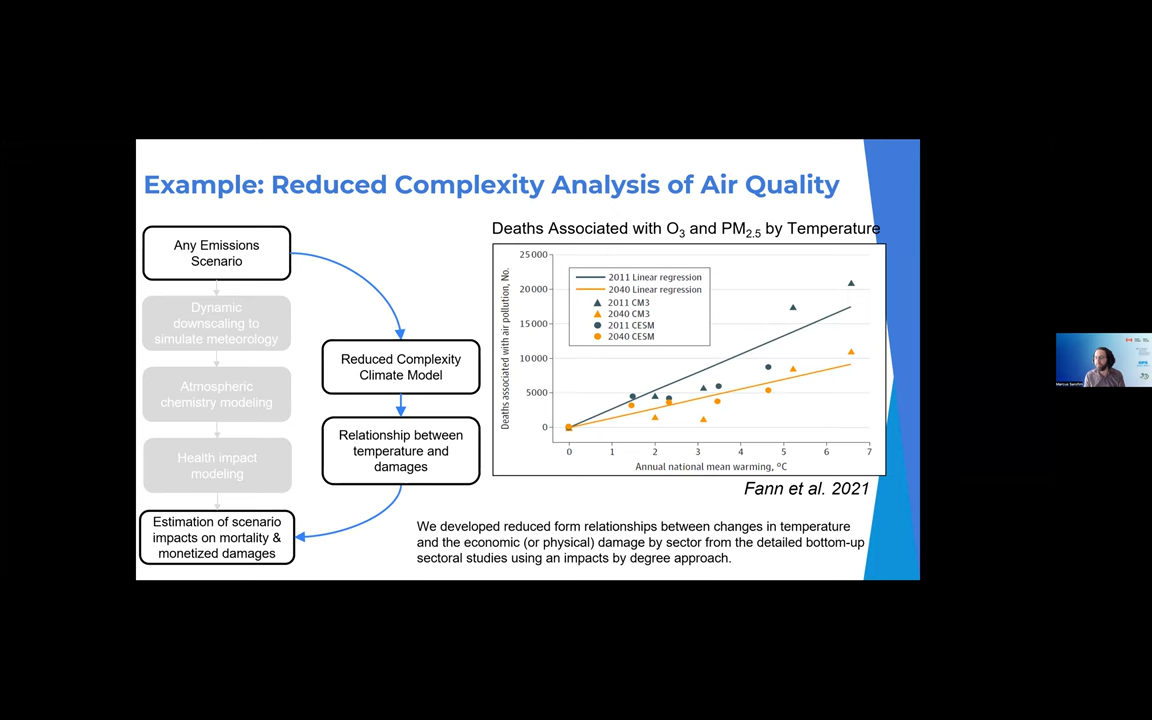 Example: Reduced Complexity Analysis of Air Quality
Any Emissions
Scenario
Dynamic
downscaling to
simulate meteorology
Atmospheric
chemistry modeling
Health impact
modeling
Estimation of scenario
impacts on mortality &
monetized damages
Reduced Complexity
Climate Model
Relationship between
temperature and
damages
Deaths Associated with O3 and PM2.5 by Temperature
Deaths associated with air pollution, No.
25 000
20 000
15 000
10 000
5000
0
2011 Linear regression
2040 Linear regression
2011 CM3
2040 CM3
2011 CESM
2040 CESM
0 1 2 3 4 5 6 7
Annual national mean warming, °C
Fann et al. 2021
We developed reduced form relationships between changes in temperature
and the economic (or physical) damage by sector from the detailed bottom-up
sectoral studies using an impacts by degree approach.